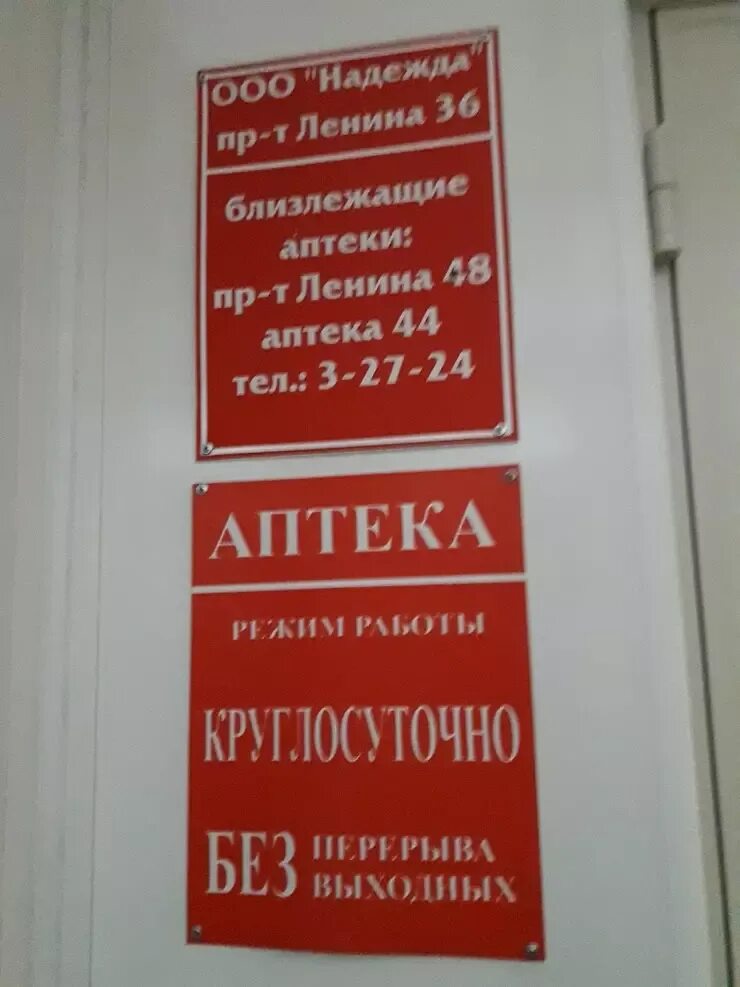 ООО "Надежда"
пр-т Ленина 36
близлежащие
аптеки:
пр-т Ленина 48
аптека 44
тел.: 3-27-24
АПТЕКА
РЕЖИМ РАБОТЫ
КРУГЛОСУТОЧНО
БЕЗ ПЕРЕРЫВА
ВЫХОДНЫХ